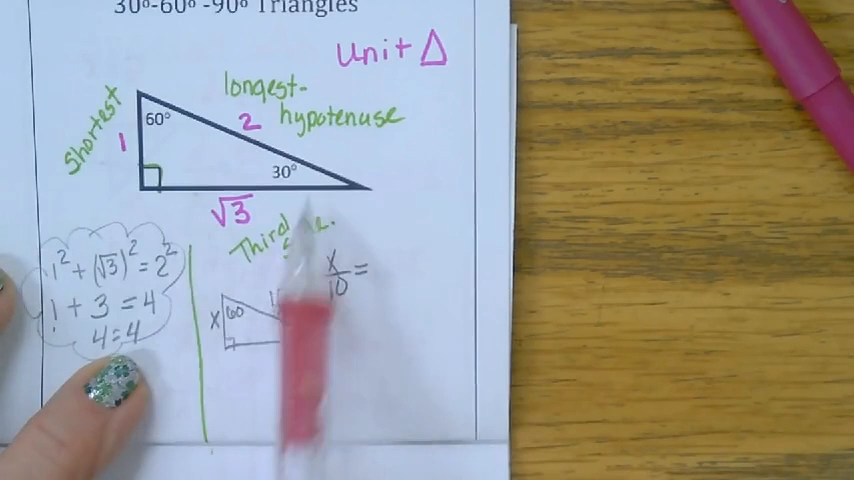 30°-60°-90° Triangles
Unit Δ
longest-
hypotenuse
Shortest
60°
2
1
30°
√3
Third
1² + (√3)² = 2²
1 + 3 = 4
4 = 4
x/10 =
x
60